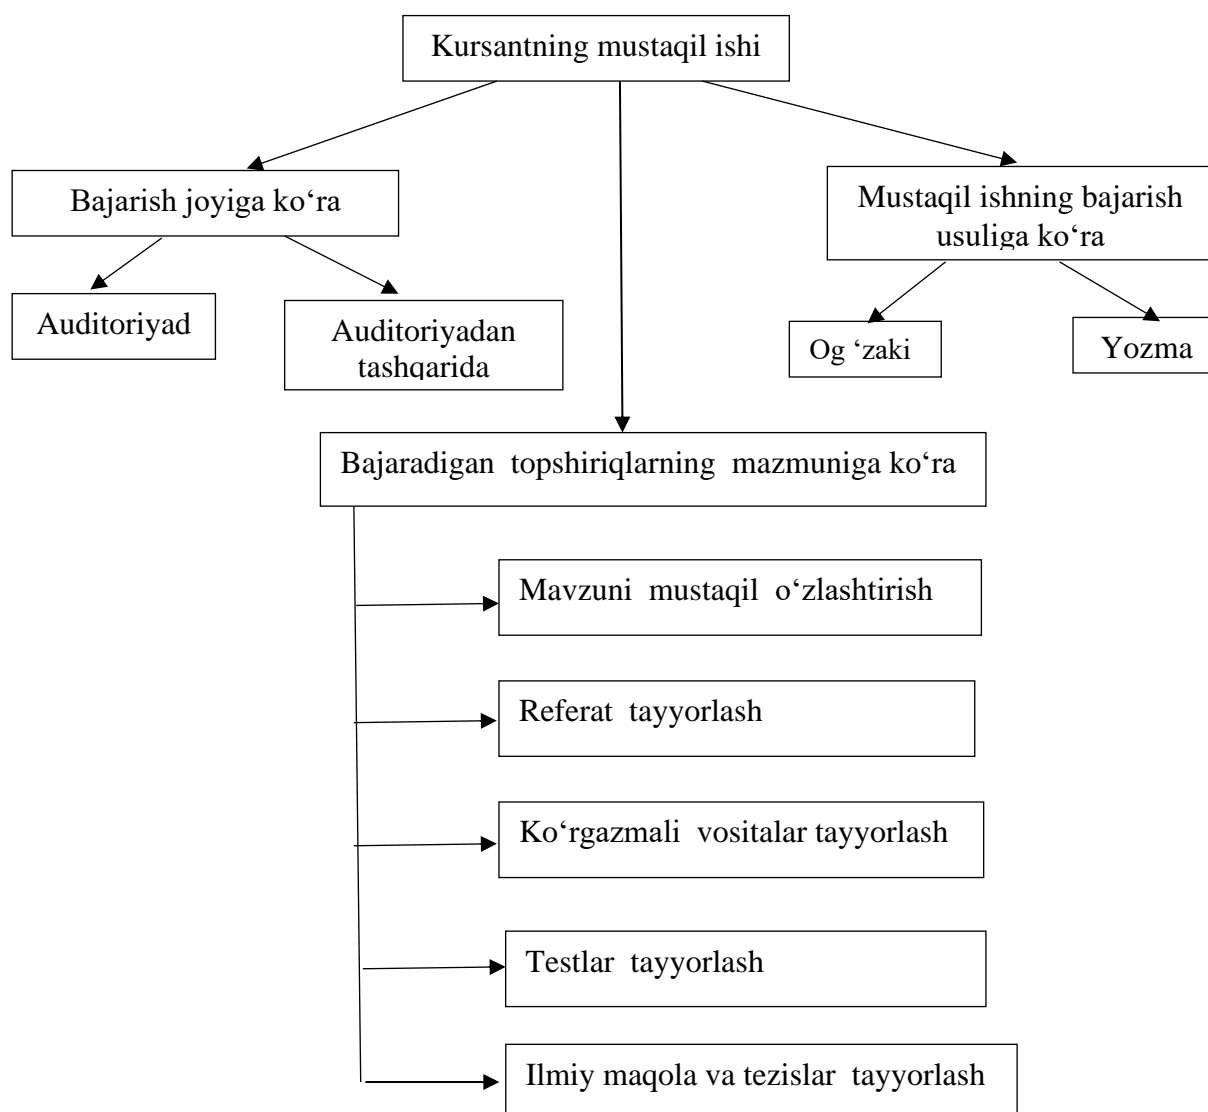 Kursantning mustaqil ishi
Bajarish joyiga ko‘ra
Mustaqil ishning bajarish
usuliga ko‘ra
Auditoriyad
Auditoriyadan
tashqarida
Og ‘zaki
Yozma
Bajaradigan topshiriqlarning mazmuniga ko‘ra
Mavzuni mustaqil o‘zlashtirish
Referat tayyorlash
Ko‘rgazmali vositalar tayyorlash
Testlar tayyorlash
Ilmiy maqola va tezislar tayyorlash